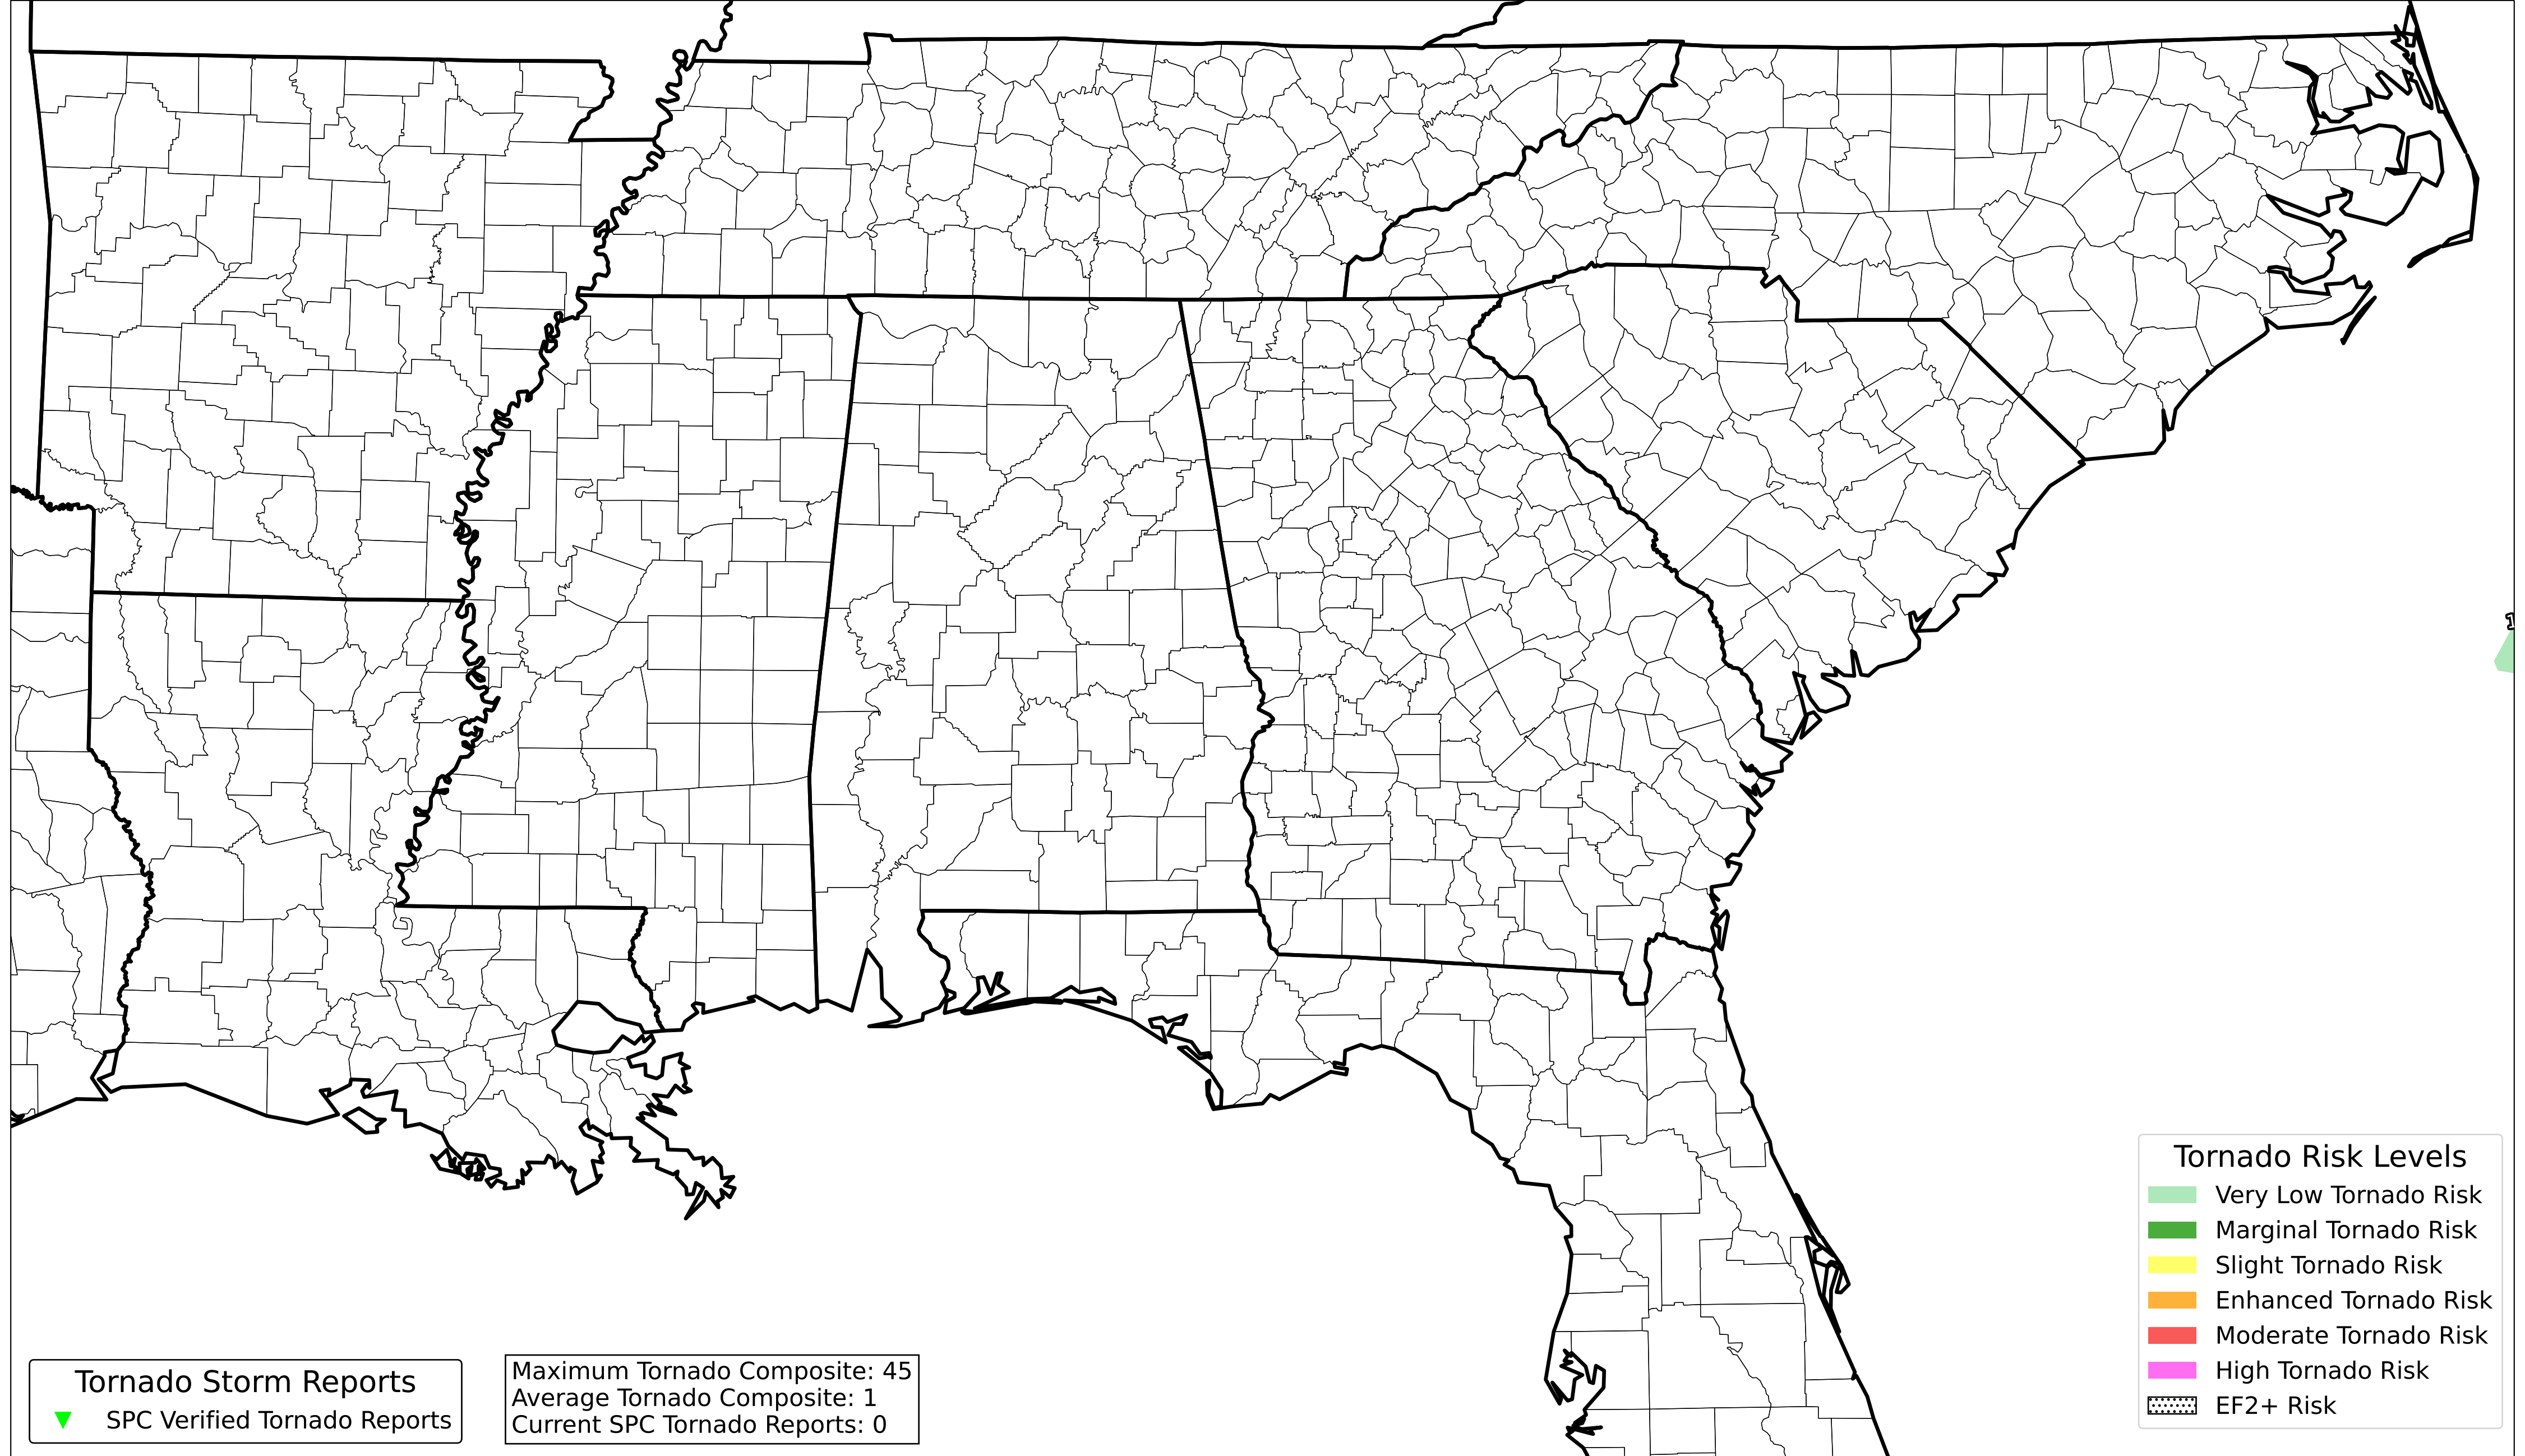 Tornado Risk Levels
Very Low Tornado Risk
Marginal Tornado Risk
Slight Tornado Risk
Enhanced Tornado Risk
Moderate Tornado Risk
High Tornado Risk
EF2+ Risk
Tornado Storm Reports
SPC Verified Tornado Reports
Maximum Tornado Composite: 45
Average Tornado Composite: 1
Current SPC Tornado Reports: 0